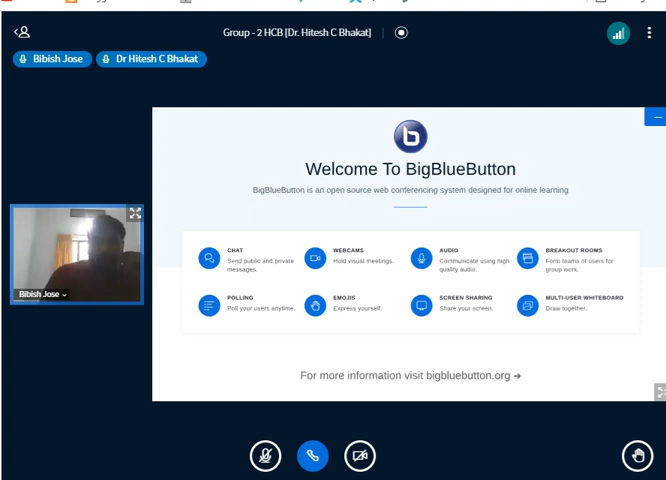 Group - 2 HCB [Dr. Hitesh C Bhakat]
Bibish Jose
Dr Hitesh C Bhakat
Welcome To BigBlueButton
BigBlueButton is an open source web conferencing system designed for online learning
CHAT
Send public and private
messages.
WEBCAMS
Hold visual meetings.
AUDIO
Communicate using high
quality audio.
BREAKOUT ROOMS
Form teams of users for
group work.
POLLING
Poll your users anytime.
EMOJIS
Express yourself.
SCREEN SHARING
Share your screen.
MULTI-USER WHITEBOARD
Draw together.
Bibish Jose
For more information visit bigbluebutton.org →